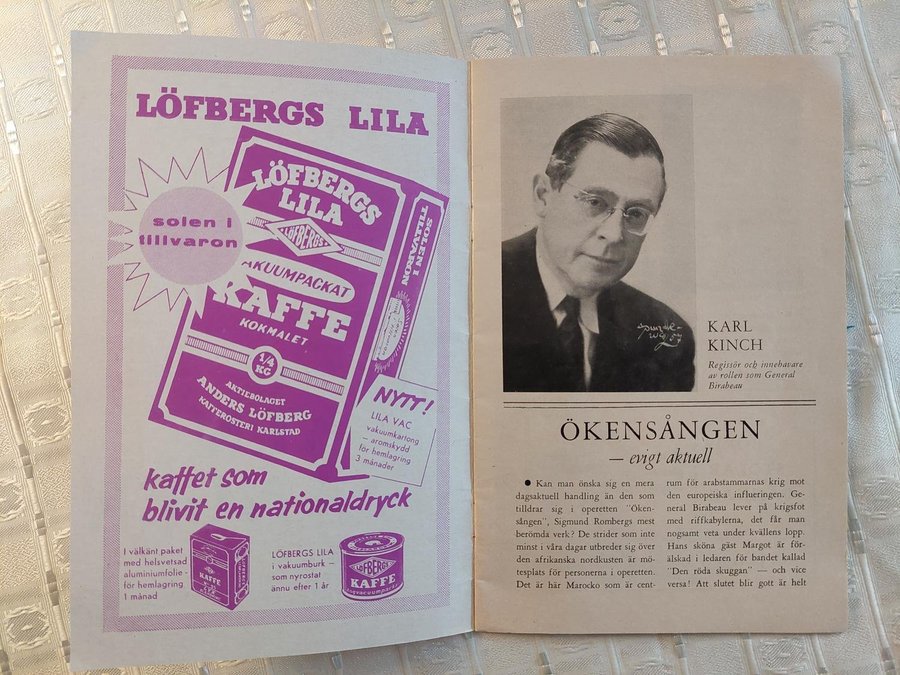 LÖFBERGS LILA
solen i
tillvaron
LÖFBERGS
LILA
LÖFBERGS
VAKUUMPACKAT
KAFFE
KOKMALET
1/4
KG
AKTIEBOLAGET
ANDERS LÖFBERG
KAFFEROSTERI KARLSTAD
SOLEN I
TILLVARON
NYTT!
LILA VAC
vakuumkartong
– aromskydd
för hemlagring
3 månader
kaffet som
blivit en nationaldryck
I välkänt paket
med helsvetsad
aluminiumfolie
för hemlagring
1 månad
KAFFE
LÖFBERGS LILA
i vakuumburk –
som nyrostat
ännu efter 1 år
LÖFBERGS
KAFFE
KARL
KINCH
Regissör och innehavare
av rollen som General
Birabeau
ÖKENSÅNGEN
— evigt aktuell
● Kan man önska sig en mera
dagsaktuell handling än den som
tilldrar sig i operetten "Öken-
sången", Sigmund Rombergs mest
berömda verk? De strider som inte
minst i våra dagar utbreder sig över
den afrikanska nordkusten är mö-
tesplats för personerna i operetten.
Det är här Marocko som är cent-
rum för arabstammarnas krig mot
den europeiska influeringen. Ge-
neral Birabeau lever på krigsfot
med riffkabylerna, det får man
nogsamt veta under kvällens lopp.
Hans sköna gäst Margot är för-
älskad i ledaren för bandet kallad
"Den röda skuggan" — och vice
versa! Att slutet blir gott är helt